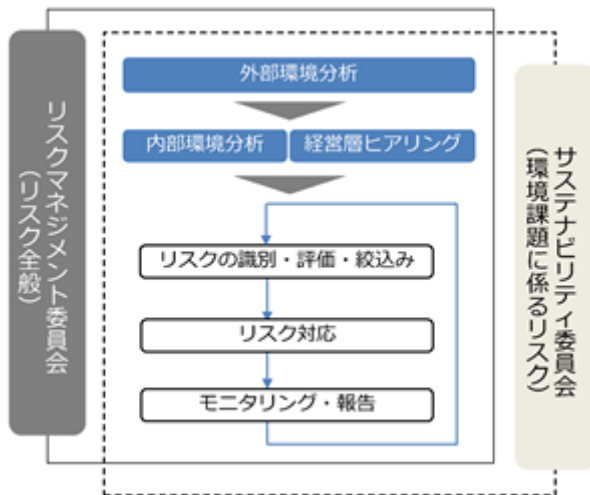 リスクマネジメント委員会
（リスク全般）
外部環境分析
内部環境分析
経営層ヒアリング
リスクの識別・評価・絞込み
リスク対応
モニタリング・報告
サステナビリティ委員会
（環境課題に係るリスク）